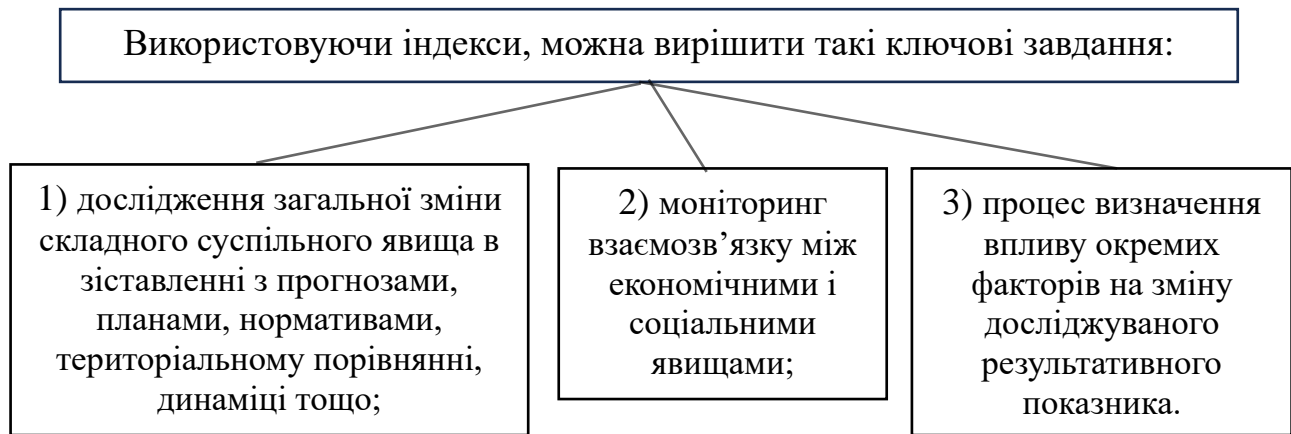 Використовуючи індекси, можна вирішити такі ключові завдання:
1) дослідження загальної зміни
складного суспільного явища в
зіставленні з прогнозами,
планами, нормативами,
територіальному порівнянні,
динаміці тощо;
2) моніторинг
взаємозв’язку між
економічними і
соціальними
явищами;
3) процес визначення
впливу окремих
факторів на зміну
досліджуваного
результативного
показника.